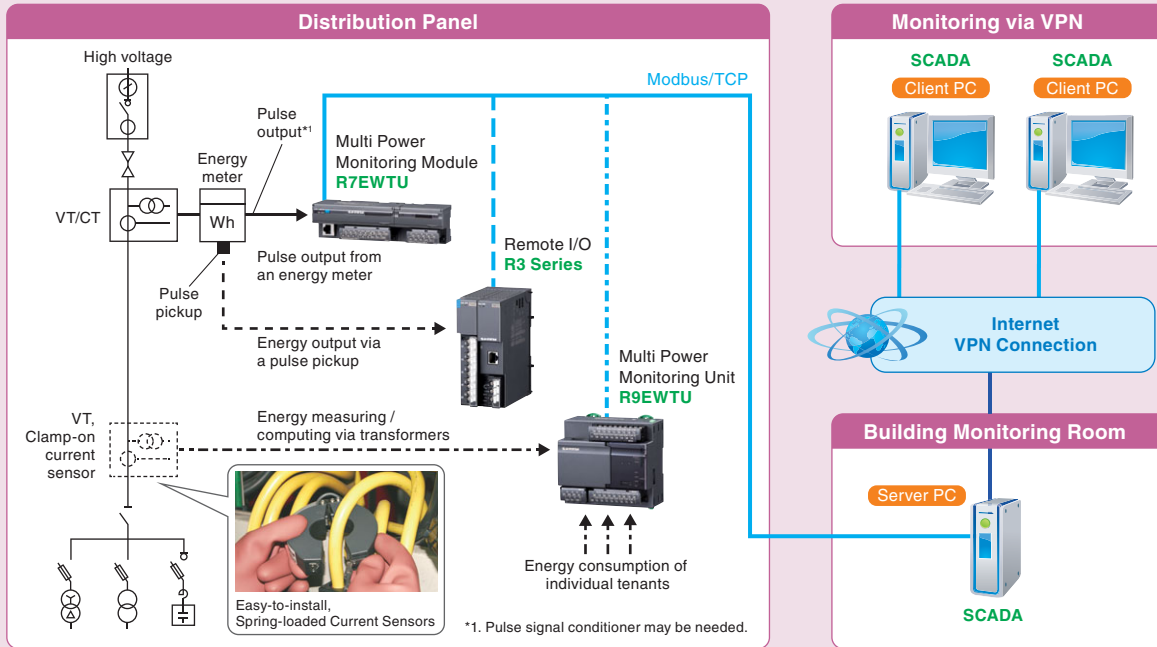 Distribution Panel
High voltage
Modbus/TCP
Pulse
output*1
Energy
meter
Multi Power
Monitoring Module
R7EWTU
VT/CT
Wh
Pulse
pickup
Pulse output from
an energy meter
Remote I/O
R3 Series
Energy output via
a pulse pickup
Multi Power
Monitoring Unit
R9EWTU
VT,
Clamp-on
current
sensor
Energy measuring /
computing via transformers
Easy-to-install,
Spring-loaded Current Sensors
Energy consumption of
individual tenants
*1. Pulse signal conditioner may be needed.
Monitoring via VPN
SCADA
Client PC
SCADA
Client PC
Internet
VPN Connection
Building Monitoring Room
Server PC
SCADA